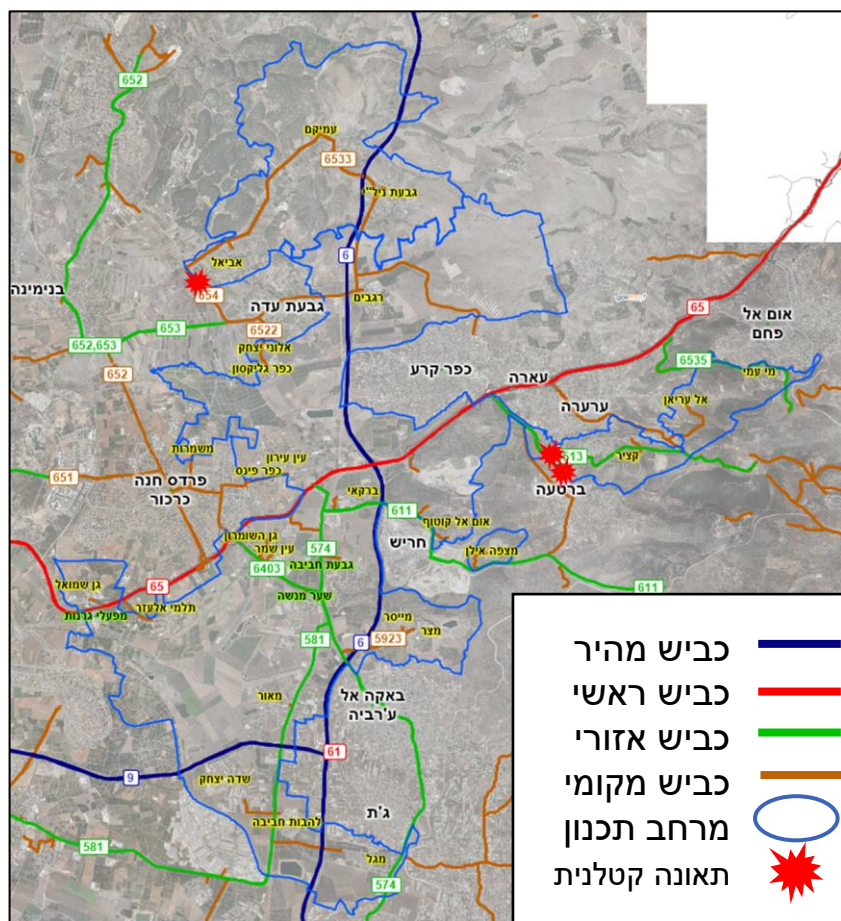 652
עמיקם
6533
גבעת ניל"י
אביאל
6
654
בנימינה
גבעת עדה
רגבים
65
אום אל
פחם
653
6522
652,653
אלוני יצחק
כפר גליקסון
652
כפר קרע
עארה
6535
מי עמי
ערערה
אל עריאן
משמרות
עין עירון
כפר פינס
513
קציר
651
פרדס חנה
כרכור
ברקאי
ברטעה
611
אום אל קוטוף
גן השומרון
עין שמר
574
חריש
מצפה אילן
גבעת חביבה
6403
גן שמואל
65
תלמי אלעזר
מפעלי גרנות
שער מנשה
611
מייסר
מצר
581
6
5923
מאור
באקה אל
ע'רביה
61
9
שדה יצחק
ג'ת
להבות חביבה
581
מגל
574
כביש מהיר
כביש ראשי
כביש אזורי
כביש מקומי
מרחב תכנון
תאונה קטלנית